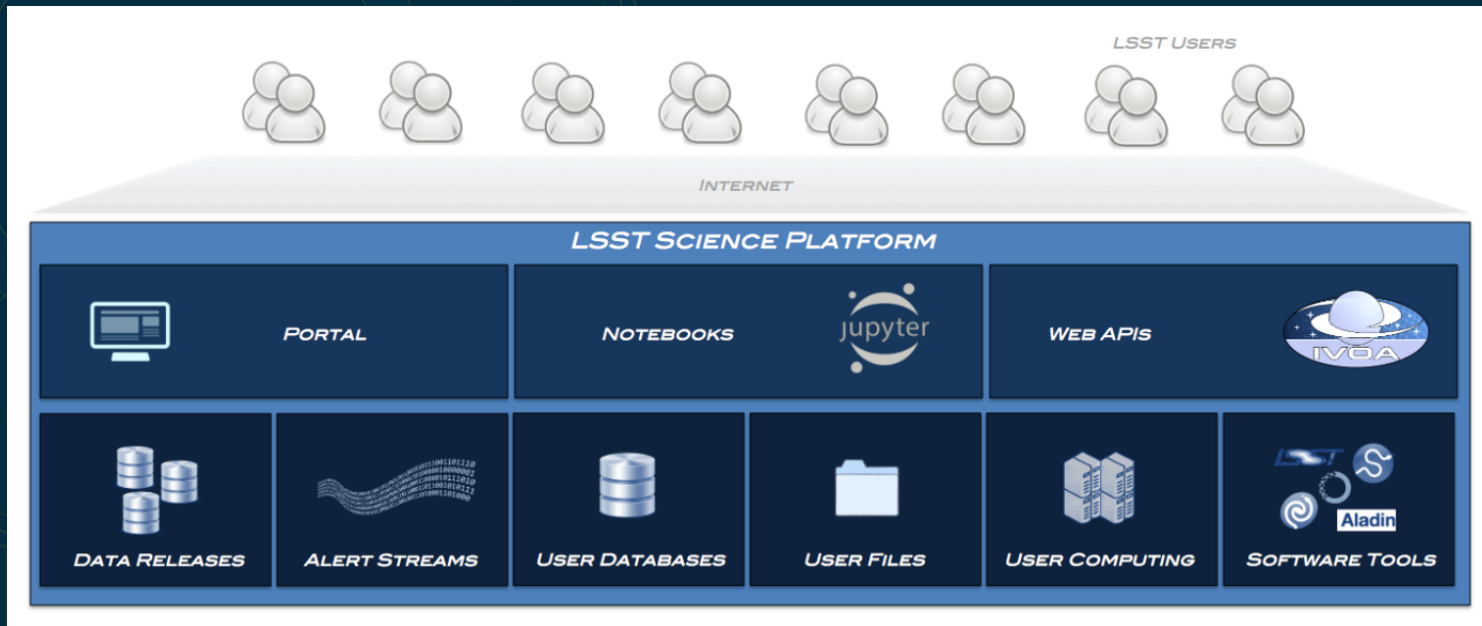 LSST Users
Internet
LSST Science Platform
Portal
Notebooks
jupyter
Web APIs
IVOA
LSST
Aladin
Data Releases
Alert Streams
User Databases
User Files
User Computing
Software Tools